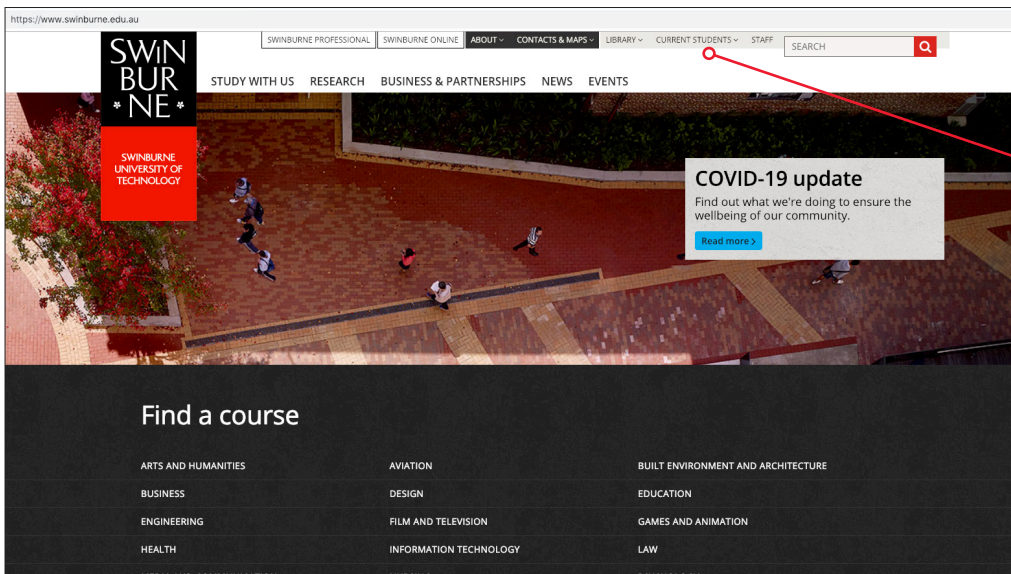 https://www.swinburne.edu.au
SWINBURNE PROFESSIONAL SWINBURNE ONLINE ABOUT CONTACTS & MAPS LIBRARY CURRENT STUDENTS STAFF SEARCH
SWiN
BUR
* NE *
STUDY WITH US RESEARCH BUSINESS & PARTNERSHIPS NEWS EVENTS
SWINBURNE
UNIVERSITY OF
TECHNOLOGY
COVID-19 update
Find out what we're doing to ensure the
wellbeing of our community.
Read more >
Find a course
ARTS AND HUMANITIES AVIATION BUILT ENVIRONMENT AND ARCHITECTURE
BUSINESS DESIGN EDUCATION
ENGINEERING FILM AND TELEVISION GAMES AND ANIMATION
HEALTH INFORMATION TECHNOLOGY LAW